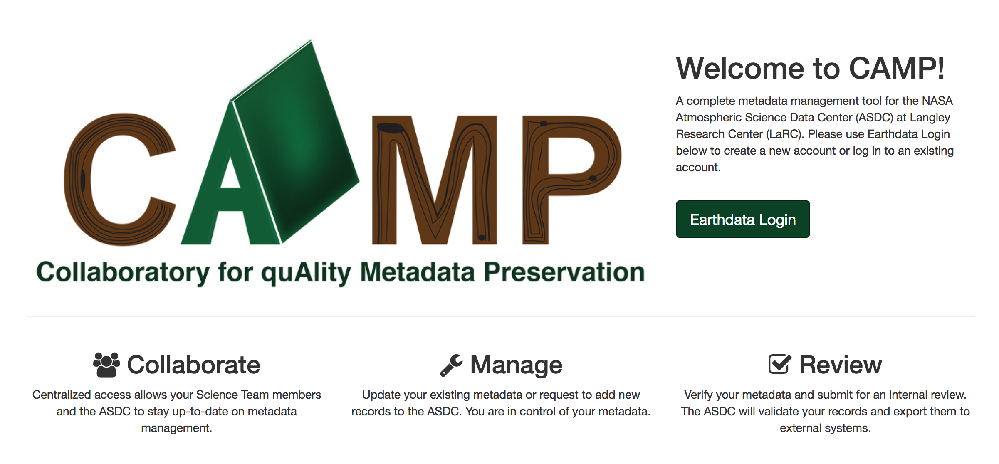 CAMP
Collaboratory for quAlity Metadata Preservation
Welcome to CAMP!
A complete metadata management tool for the NASA
Atmospheric Science Data Center (ASDC) at Langley
Research Center (LaRC). Please use Earthdata Login
below to create a new account or log in to an existing
account.
Earthdata Login
Collaborate
Centralized access allows your Science Team members
and the ASDC to stay up-to-date on metadata
management.
Manage
Update your existing metadata or request to add new
records to the ASDC. You are in control of your metadata.
Review
Verify your metadata and submit for an internal review.
The ASDC will validate your records and export them to
external systems.